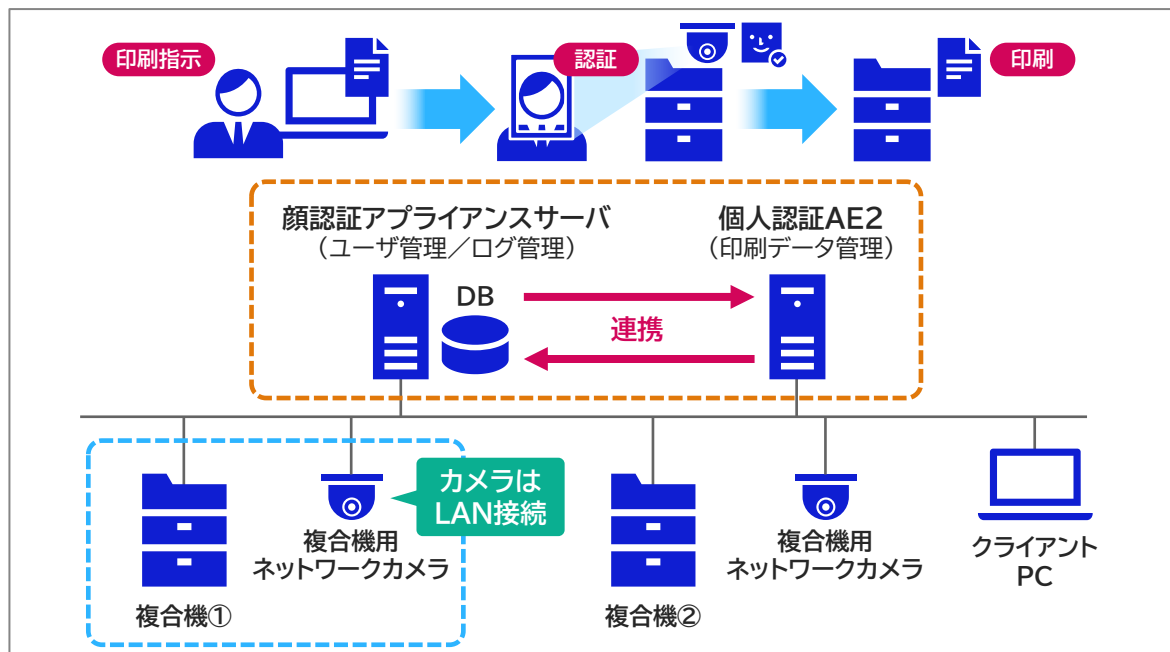 印刷指示
認証
印刷
顔認証アプライアンスサーバ
（ユーザ管理／ログ管理）
個人認証AE2
（印刷データ管理）
DB
連携
カメラは
LAN接続
複合機①
複合機用
ネットワークカメラ
複合機②
複合機用
ネットワークカメラ
クライアント
PC